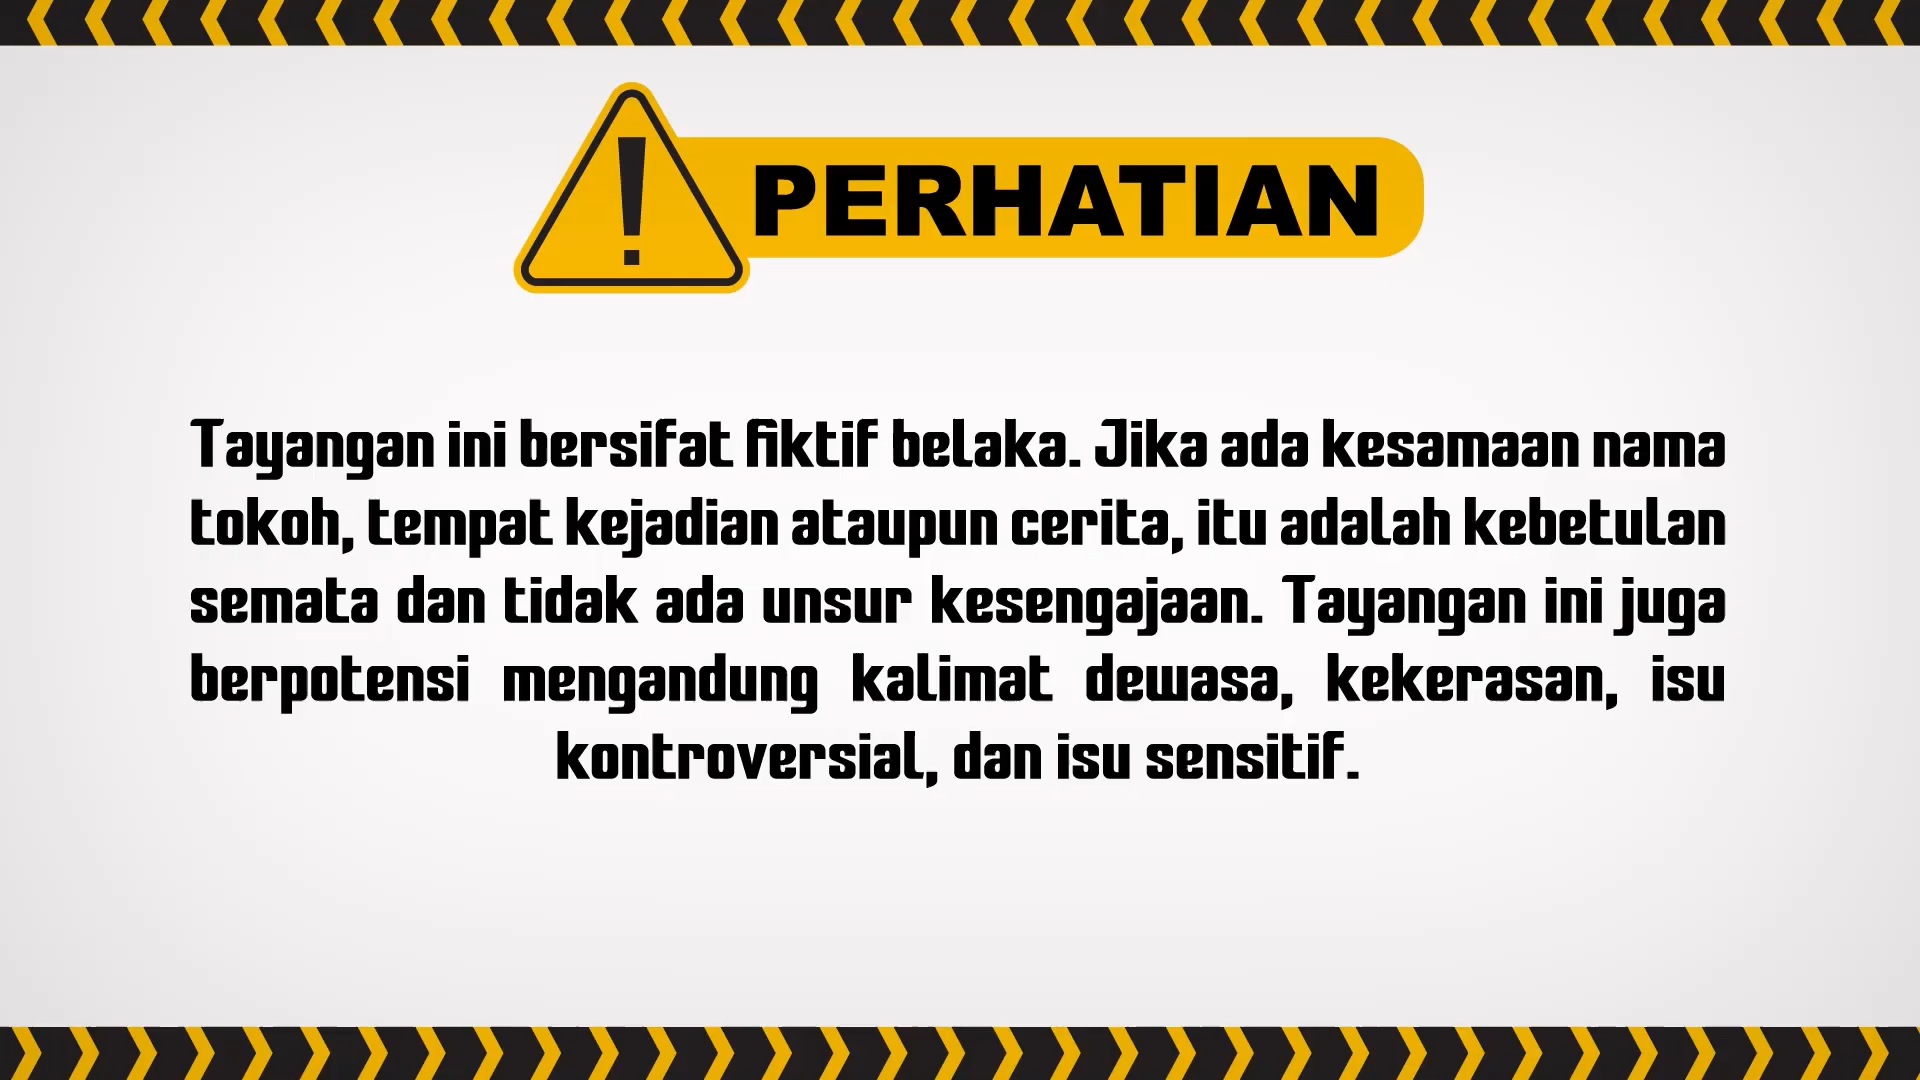 PERHATIAN
Tayangan ini bersifat fiktif belaka. Jika ada kesamaan nama
tokoh, tempat kejadian ataupun cerita, itu adalah kebetulan
semata dan tidak ada unsur kesengajaan. Tayangan ini juga
berpotensi mengandung kalimat dewasa, kekerasan, isu
kontroversial, dan isu sensitif.